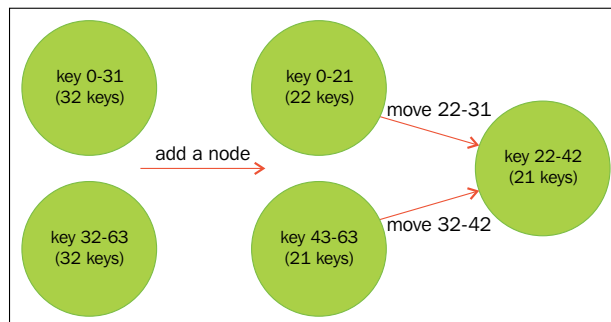 key 0-31
(32 keys)
key 32-63
(32 keys)
add a node
key 0-21
(22 keys)
key 43-63
(21 keys)
move 22-31
move 32-42
key 22-42
(21 keys)